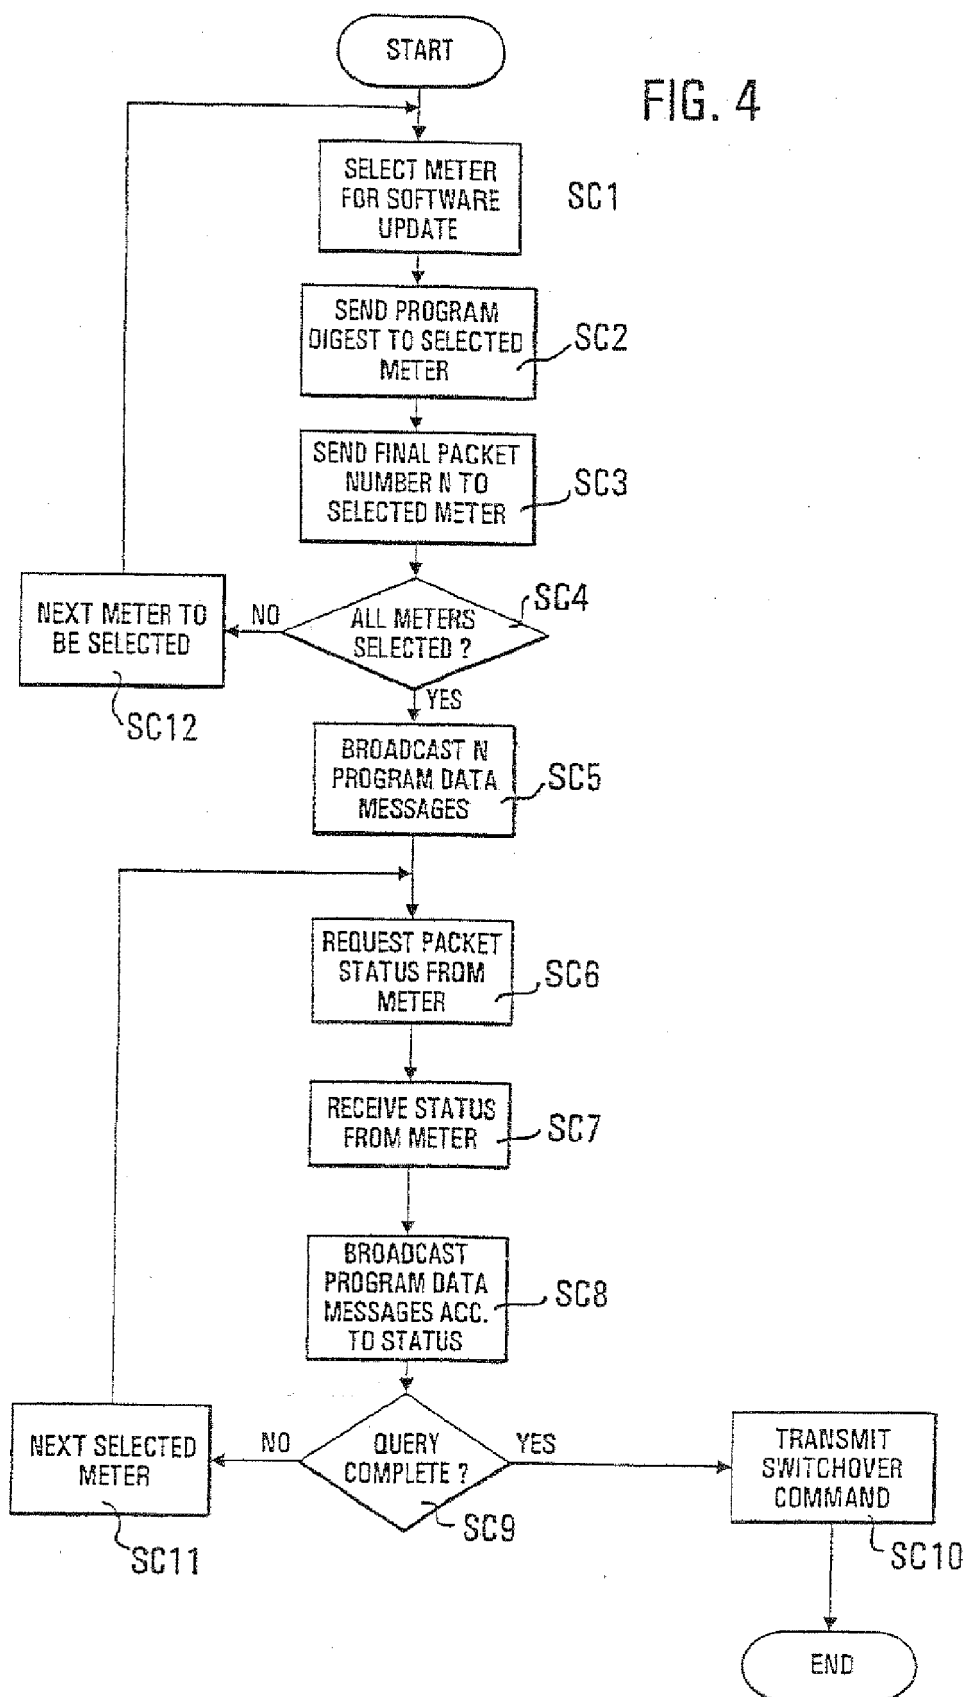 START
FIG. 4
SELECT METER
FOR SOFTWARE
UPDATE
SC1
SEND PROGRAM
DIGEST TO SELECTED
METER
SC2
SEND FINAL PACKET
NUMBER N TO
SELECTED METER
SC3
ALL METERS
SELECTED ?
SC4
NO
NEXT METER TO
BE SELECTED
SC12
YES
BROADCAST N
PROGRAM DATA
MESSAGES
SC5
REQUEST PACKET
STATUS FROM
METER
SC6
RECEIVE STATUS
FROM METER
SC7
BROADCAST
PROGRAM DATA
MESSAGES ACC.
TO STATUS
SC8
QUERY
COMPLETE ?
SC9
NO
NEXT SELECTED
METER
SC11
YES
TRANSMIT
SWITCHOVER
COMMAND
SC10
END